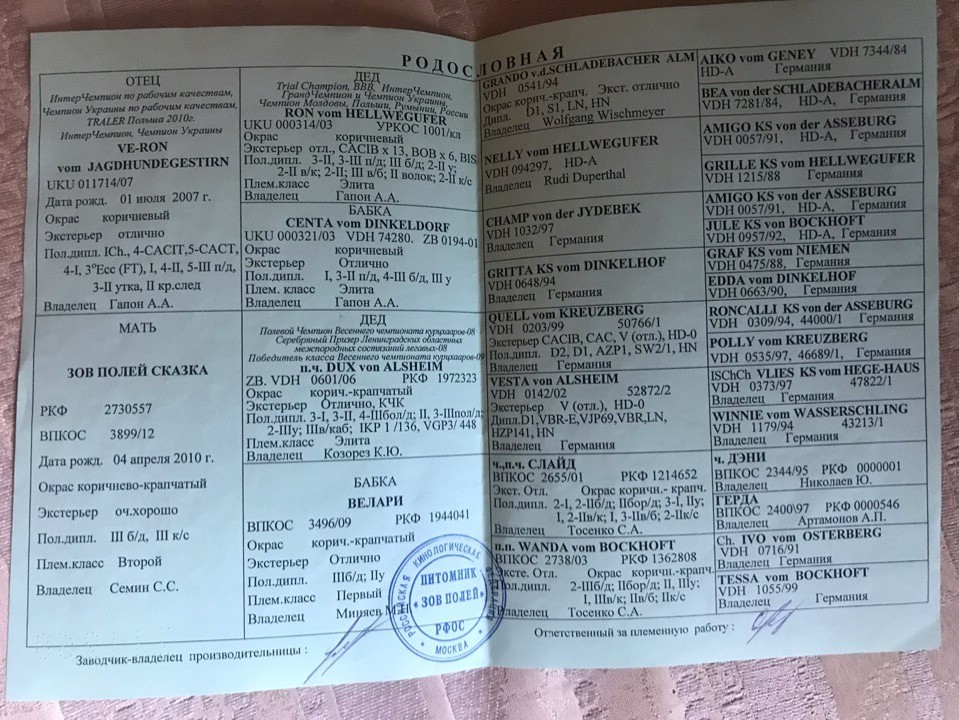 РОДОСЛОВНАЯ
ОТЕЦ
ИнтерЧемпион по рабочим качествам,
Чемпион Украины по рабочим качествам,
TRALER Польша 2010г.
ИнтерЧемпион, Чемпион Украины
VE-RON
vom JAGDHUNDEGESTIRN
UKU 011714/07
Дата рожд. 01 июля 2007 г.
Окрас коричневый
Экстерьер отлично
Пол.дипл. ICh., 4-CACIT,5-CACT,
4-I, 3ºEcc (FT), I, 4-II, 5-III п/д,
3-II утка, II кр.след
Владелец Гапон А.А.
МАТЬ
ЗОВ ПОЛЕЙ СКАЗКА
РКФ 2730557
ВПКОС 3899/12
Дата рожд. 04 апреля 2010 г.
Окрас коричнево-крапчатый
Экстерьер оч.хорошо
Пол.дипл. III б/д, III к/с
Плем.класс Второй
Владелец Семин С.С.
ДЕД
Trial Champion, BBB, ИнтерЧемпион,
ГрандЧемпион и Чемпион Украины,
Чемпион Молдовы, Польши, Румынии, России
RON vom HELLWEGUFER
UKU 000314/03 УРКОС 1001/кл
Окрас коричневый
Экстерьер отл., CACIB x 13, BOB x 6, BIS
Пол.дипл. 3-II, 3-III п/д; III б/д; 2-II у;
2-II в/к; 2-II; III в/б; II волок; 2-II к/с
Плем.класс Элита
Владелец Гапон А.А.
БАБКА
CENTA vom DINKELDORF
UKU 000321/03 VDH 74280. ZB 0194-01
Окрас коричневый
Экстерьер Отлично
Пол.дипл. I, 3-II п/д, 4-III б/д, III у
Плем. класс Элита
Владелец Гапон А.А.
ДЕД
Полевой Чемпион Весеннего чемпионата курцхааров-08
Серебряный Призер Ленинградских областных
межпородных состязаний легавых-08
Победитель класса Весеннего чемпионата курцхааров-09
п.ч. DUX von ALSHEIM
ZB. VDH 0601/06 РКФ 1972323
Окрас корич.-крапчатый
Экстерьер Отлично, КЧК
Пол.дипл. 3-I, 3-II, 4-IIIбол/д; II, 3-IIIпол/д;
2-IIIу; IIIв/каб; IKP 1 /136, VGP3/ 448
Плем.класс Элита
Владелец Козорез К.Ю.
БАБКА
ВЕЛАРИ
ВПКОС 3496/09 РКФ 1944041
Окрас корич.-крапчатый
Экстерьер Отлично
Пол.дипл. IIIб/д; IIу
Плем.класс Первый
Владелец Миняев
GRANDO v.d.SCHLADEBACHER ALM
VDH 0541/94
Окрас корич.-крап. Экст. отлично
Дипл. D1, S1, LN, HN
Владелец Wolfgang Wischmeyer
NELLY vom HELLWEGUFER
VDH 094297, HD-A
Владелец Rudi Duperthal
CHAMP von der JYDEBEK
VDH 1032/97
Владелец Германия
GRITTA KS vom DINKELHOF
VDH 0648/94
Владелец Германия
QUELL vom KREUZBERG
VDH 0203/99 50766/1
Экстерьер CACIB, CAC, V (отл.), HD-0
Пол.дипл. D2, D1, AZP1, SW2/1, HN
Владелец Германия
VESTA von ALSHEIM
VDH 0142/02 52872/2
Экстерьер V (отл.), HD-0
Дипл.D1,VBR-E,VJP69,VBR,LN,
HZP141, HN
Владелец Германия
ч.,п.ч. СЛАЙД
ВПКОС 2655/01 РКФ 1214652
Экст. Отл. Окрас коричн.- крапч.
Пол.дипл. 2-I, 2-IIб/д; IIбор/д; 3-I, IIу;
I, 2-IIв/к; I, 3-IIв/б; 2-IIк/с
Владелец Тосенко С.А.
п.п. WANDA vom BOCKHOFT
ВПКОС 2738/03 РКФ 1362808
Эксте. Отл. Окрас коричн.-крапч.
Пол.дипл. 2-IIIб/д; IIбор/д; II, IIIу;
I, IIIв/к; IIв/б; IIк/с
Владелец Тосенко С.А.
AIKO vom GENEY VDH 7344/84
HD-A Германия
BEA von der SCHLADEBACHERALM
VDH 7281/84, HD-A, Германия
AMIGO KS von der ASSEBURG
VDH 0057/91, HD-A, Германия
GRILLE KS vom HELLWEGUFER
VDH 1215/88 Германия
AMIGO KS von der ASSEBURG
VDH 0057/91, HD-A, Германия
JULE KS von BOCKHOFT
VDH 0957/92, HD-A, Германия
GRAF KS vom NIEMEN
VDH 0475/88, Германия
EDDA vom DINKELHOF
VDH 0663/90, Германия
RONCALLI KS von der ASSEBURG
VDH 0309/94, 44000/1 Германия
POLLY vom KREUZBERG
VDH 0535/97, 46689/1, Германия
ISChCh VLIES KS vom HEGE-HAUS
VDH 0373/97 47822/1
Владелец Германия
WINNIE vom WASSERSCHLING
VDH 1179/94 43213/1
Владелец Германия
ч. ДЭНИ
ВПКОС 2344/95 РКФ 0000001
Владелец Николаев Ю.
ГЕРДА
ВПКОС 2400\97 РКФ 0000546
Владелец Артамонов А.П.
Ch. IVO vom OSTERBERG
VDH 0716/91
Владелец Германия
TESSA vom BOCKHOFT
VDH 1055/99
Владелец Германия
РОССИЙСКАЯ КИНОЛОГИЧЕСКАЯ ФЕДЕРАЦИЯ
ПИТОМНИК
« ЗОВ ПОЛЕЙ »
РФОС
МОСКВА
Заводчик-владелец производительницы :
Ответственный за племенную работу :